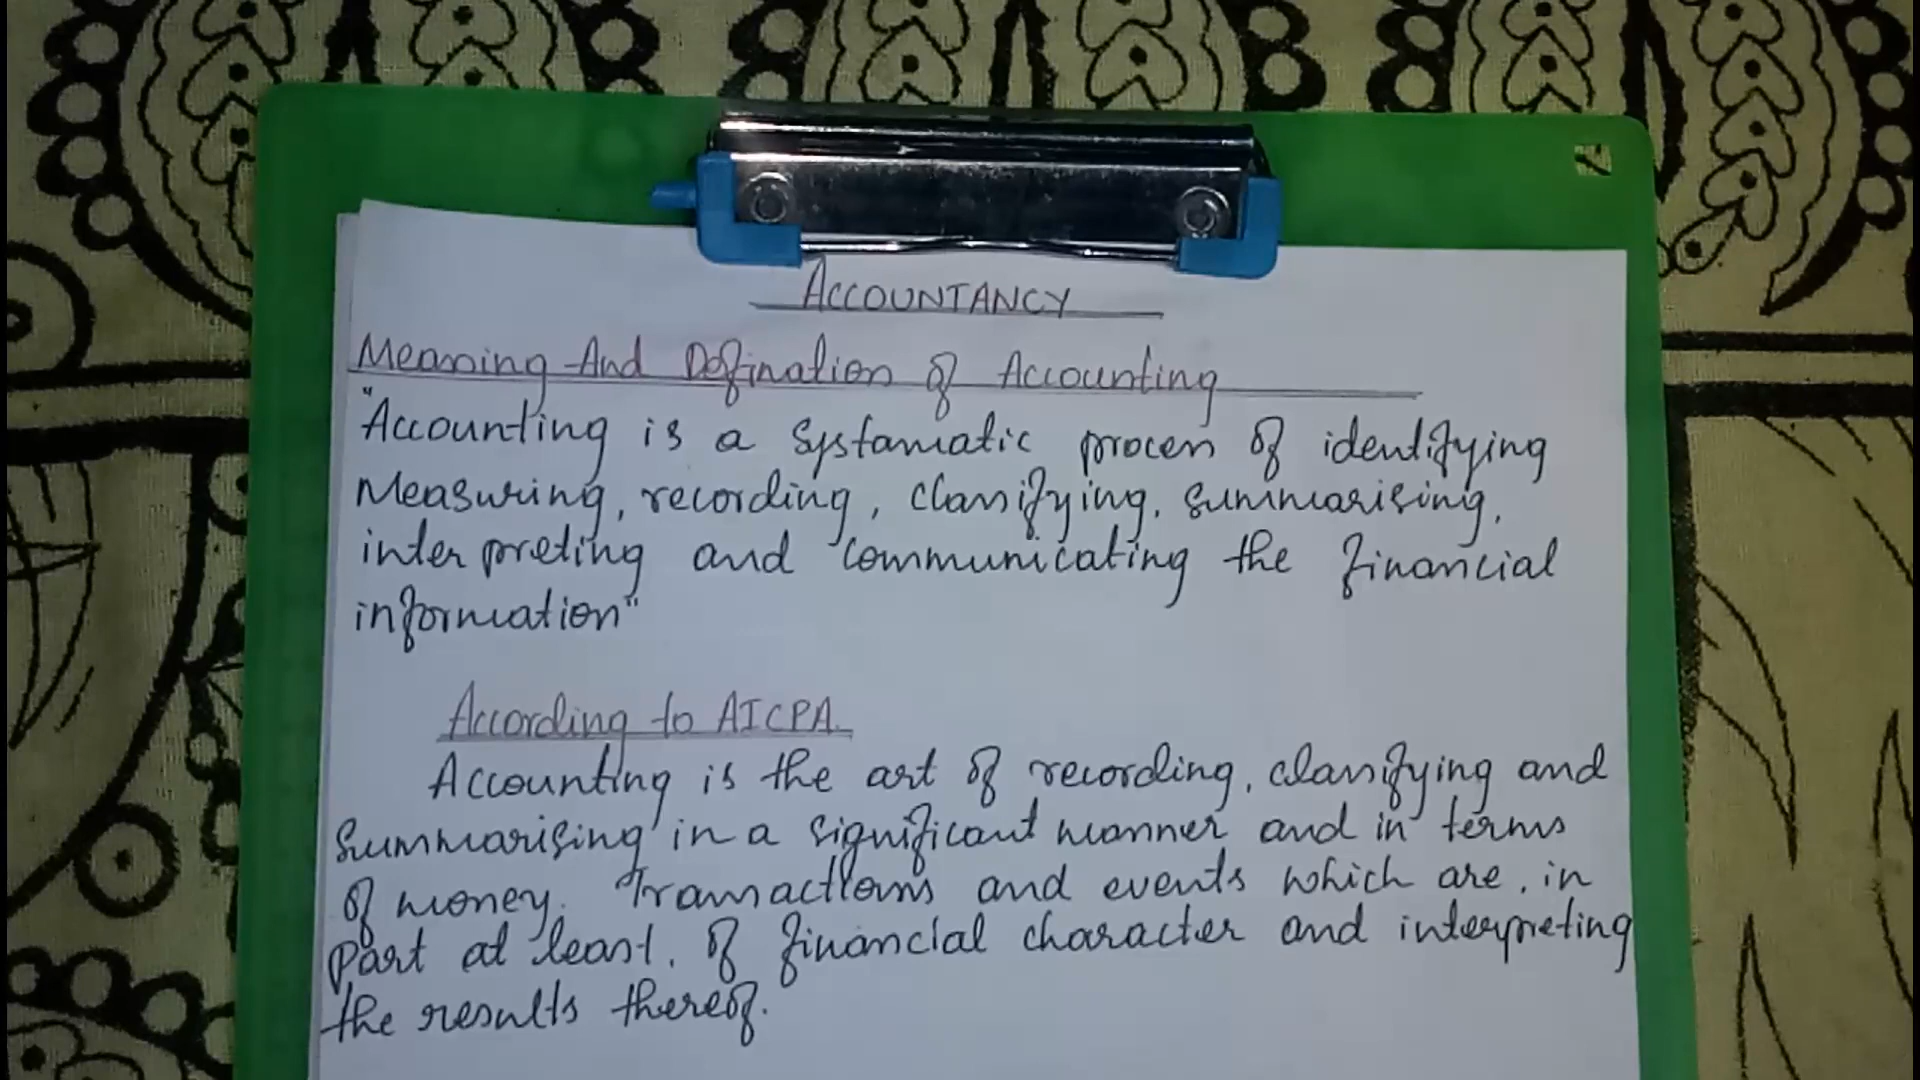 ACCOUNTANCY
Meaning And Defination of Accounting
"Accounting is a Systamatic process of identifying
Measuring, recording, classifying, summarising,
interpreting and communicating the financial
information"
According to AICPA.
Accounting is the art of recording, classifying and
Summarising in a significant manner and in terms
of money. Transactions and events which are, in
part at least, of financial character and interpreting
the results thereof.